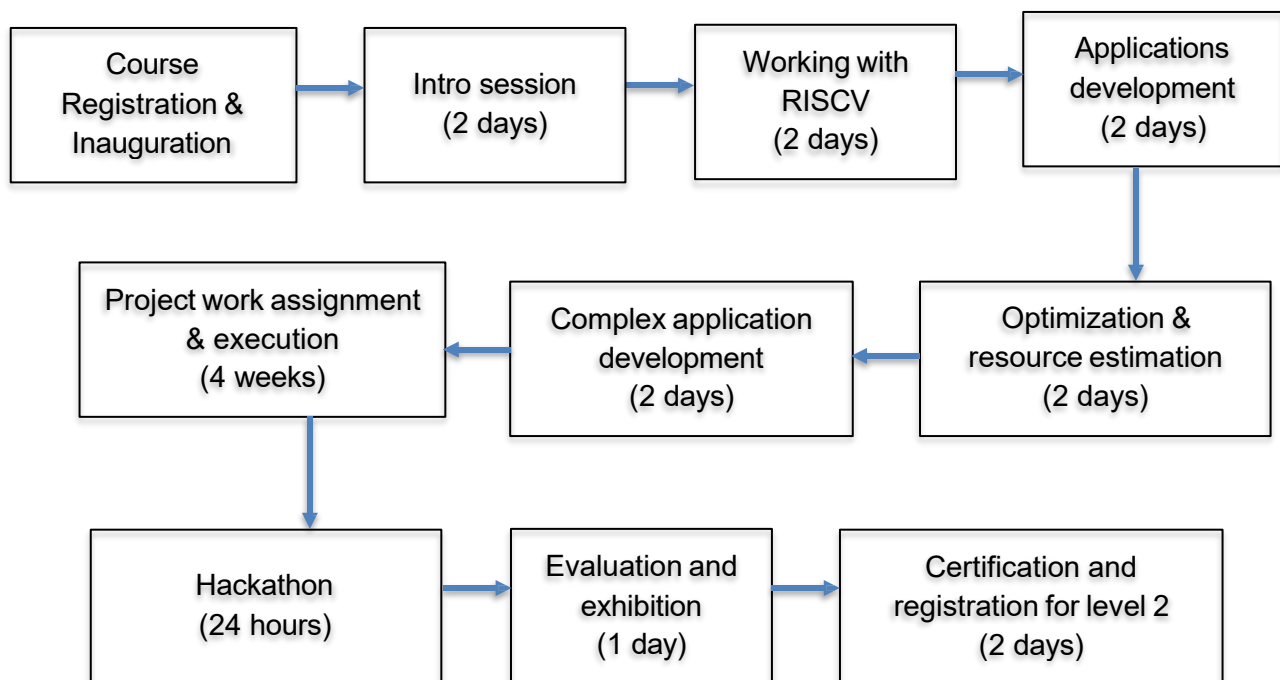 Course
Registration &
Inauguration
Intro session
(2 days)
Working with
RISCV
(2 days)
Applications
development
(2 days)
Optimization &
resource estimation
(2 days)
Complex application
development
(2 days)
Project work assignment
& execution
(4 weeks)
Hackathon
(24 hours)
Evaluation and
exhibition
(1 day)
Certification and
registration for level 2
(2 days)